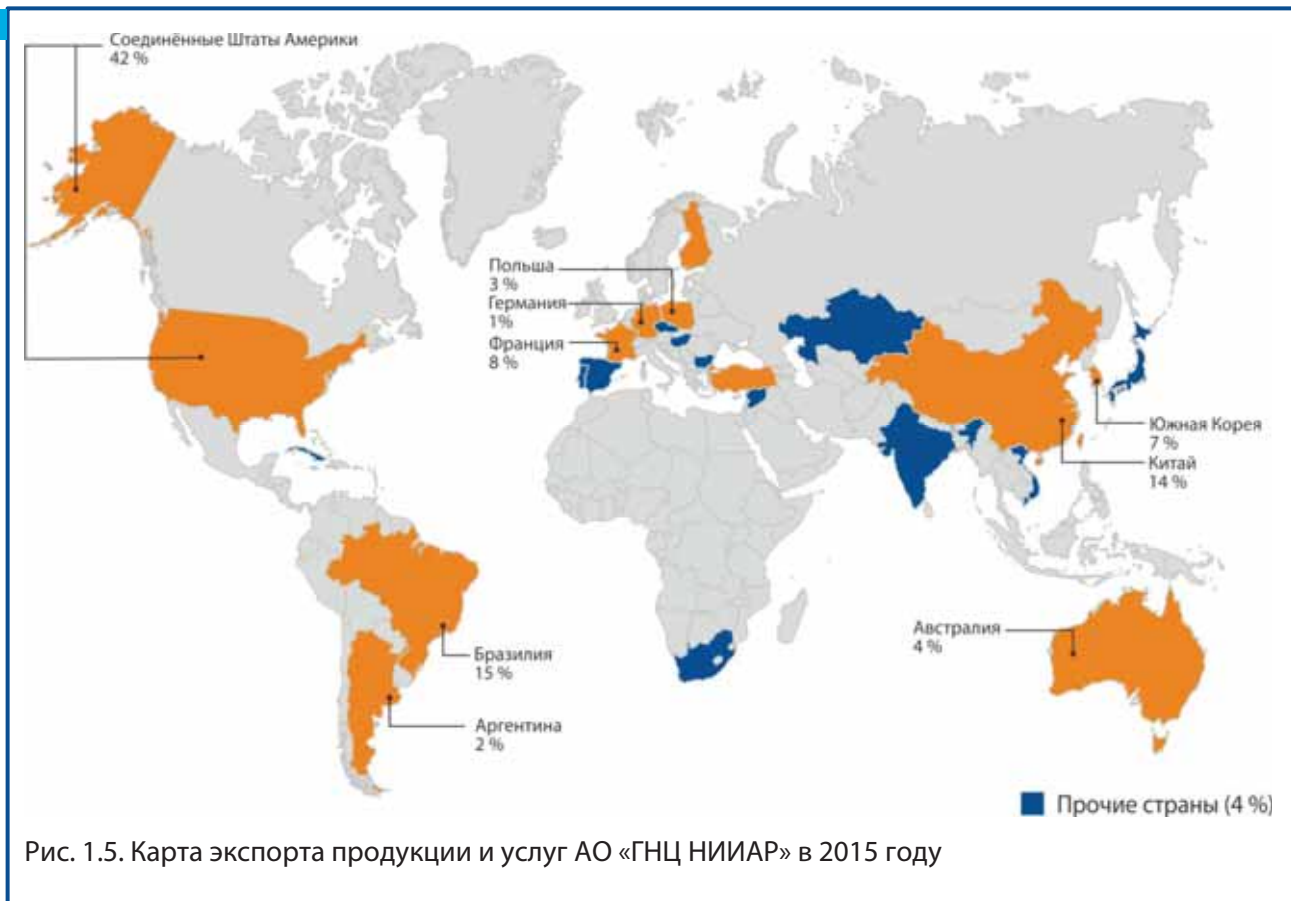 Соединённые Штаты Америки
42 %
Польша
3 %
Германия
1%
Франция
8 %
Южная Корея
7 %
Китай
14 %
Австралия
4 %
Бразилия
15 %
Аргентина
2 %
Прочие страны (4 %)
Рис. 1.5. Карта экспорта продукции и услуг АО «ГНЦ НИИАР» в 2015 году